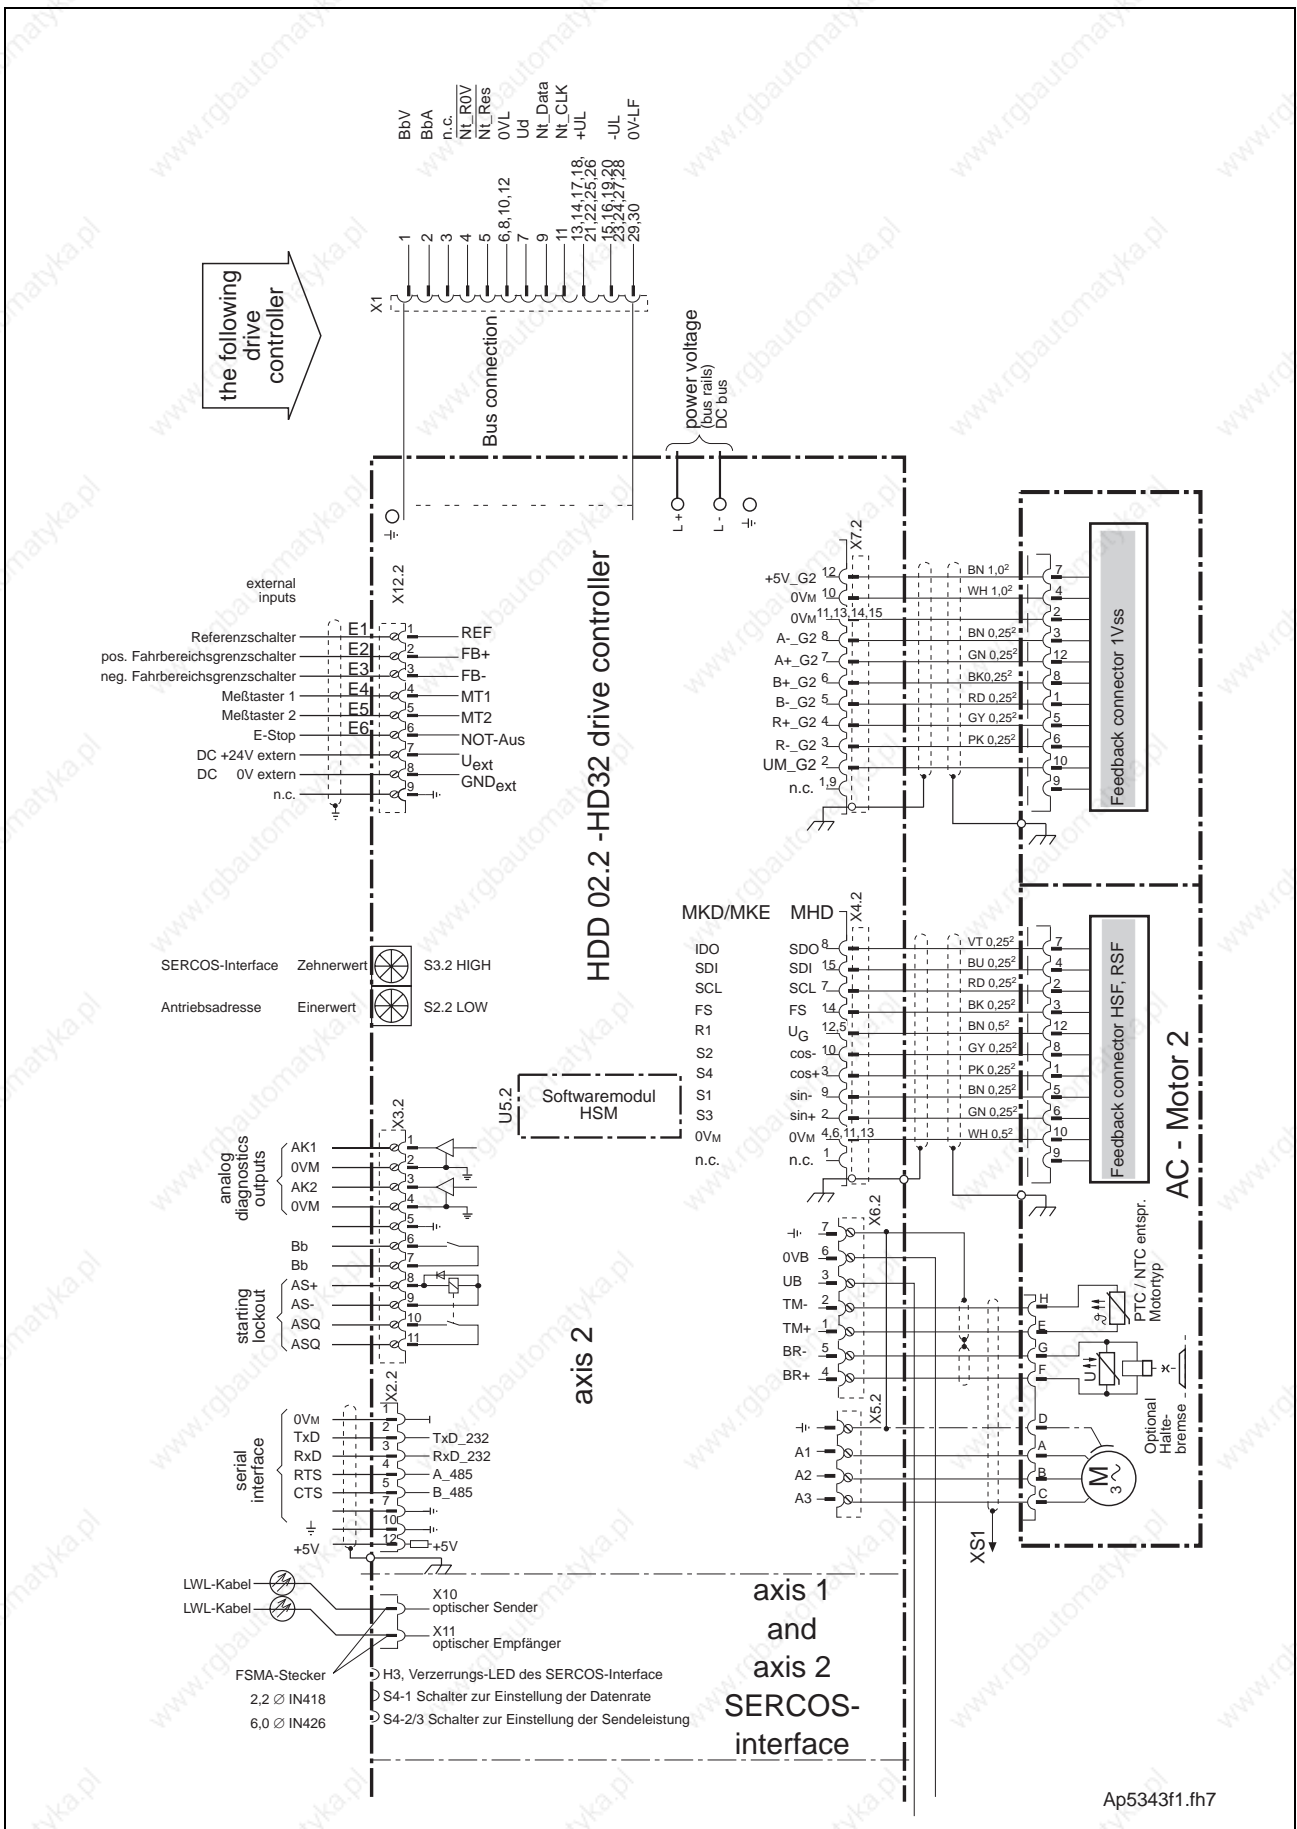 BbV
BbA
n.c.
Nt_R0V
Nt_Res
0VL
Ud
Nt_Data
Nt_CLK
+UL
-UL
0V-LF
1
2
3
4
5
6,8,10,12
7
9
11
13,14,17,18,
21,22,25,26
15,16,19,20
23,24,27,28
29,30
the following
drive
controller
X1
Bus connection
power voltage
(bus rails)
DC bus
L +
L -
HDD 02.2 -HD32 drive controller
external
inputs
X12.2
Referenzschalter E1 1 REF
pos. Fahrbereichsgrenzschalter E2 2 FB+
neg. Fahrbereichsgrenzschalter E3 3 FB-
Meßtaster 1 E4 4 MT1
Meßtaster 2 E5 5 MT2
E-Stop E6 6 NOT-Aus
DC +24V extern 7 Uext
DC 0V extern 8 GNDext
n.c. 9
X7.2
+5V_G2 12 BN 1,0² 7
0VM 10 WH 1,0² 4
0VM 11,13,14,15 2
A-_G2 8 BN 0,25² 3
A+_G2 7 GN 0,25² 12
B+_G2 6 BK0,25² 8
B-_G2 5 RD 0,25² 1
R+_G2 4 GY 0,25² 5
R-_G2 3 PK 0,25² 6
UM_G2 2 10
n.c. 1,9 9
Feedback connector 1Vss
SERCOS-Interface Zehnerwert S3.2 HIGH
Antriebsadresse Einerwert S2.2 LOW
U5.2
Softwaremodul
HSM
MKD/MKE MHD X4.2
IDO SDO 8 VT 0,25² 7
SDI SDI 15 BU 0,25² 4
SCL SCL 7 RD 0,25² 2
FS FS 14 BK 0,25² 3
R1 UG 12,5 BN 0,5² 12
S2 cos- 10 GY 0,25² 8
S4 cos+ 3 PK 0,25² 1
S1 sin- 9 BN 0,25² 5
S3 sin+ 2 GN 0,25² 6
0VM 0VM 4,6,11,13 WH 0,5² 10
n.c. n.c. 1 9
Feedback connector HSF, RSF
AC - Motor 2
analog
diagnostics
outputs
X3.2
AK1 1
0VM 2
AK2 3
0VM 4
5
Bb 6
Bb 7
starting
lockout
AS+ 8
AS- 9
ASQ 10
ASQ 11
axis 2
X6.2
7
0VB 6
UB 3
TM- 2 H
TM+ 1 E
BR- 5 G
BR+ 4 F
PTC / NTC entspr.
Motortyp
U
Optional
Halte-
bremse
X5.2
D
A1 A
A2 B
A3 C
M
3
XS1
serial
interface
X2.2
0VM 1
TxD 2 TxD_232
RxD 3 RxD_232
RTS 4 A_485
CTS 5 B_485
7
10
+5V 12 +5V
LWL-Kabel X10
optischer Sender
LWL-Kabel X11
optischer Empfänger
FSMA-Stecker
2,2 ∅ IN418
6,0 ∅ IN426
H3, Verzerrungs-LED des SERCOS-Interface
S4-1 Schalter zur Einstellung der Datenrate
S4-2/3 Schalter zur Einstellung der Sendeleistung
axis 1
and
axis 2
SERCOS-
interface
Ap5343f1.fh7
www.rgbautomatyka.pl